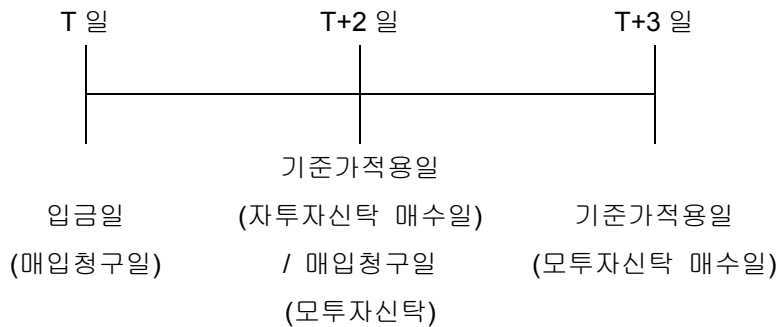 T 일 T+2 일 T+3 일
기준가적용일
입금일 (자투자신탁 매수일) 기준가적용일
(매입청구일) / 매입청구일 (모투자신탁 매수일)
(모투자신탁)